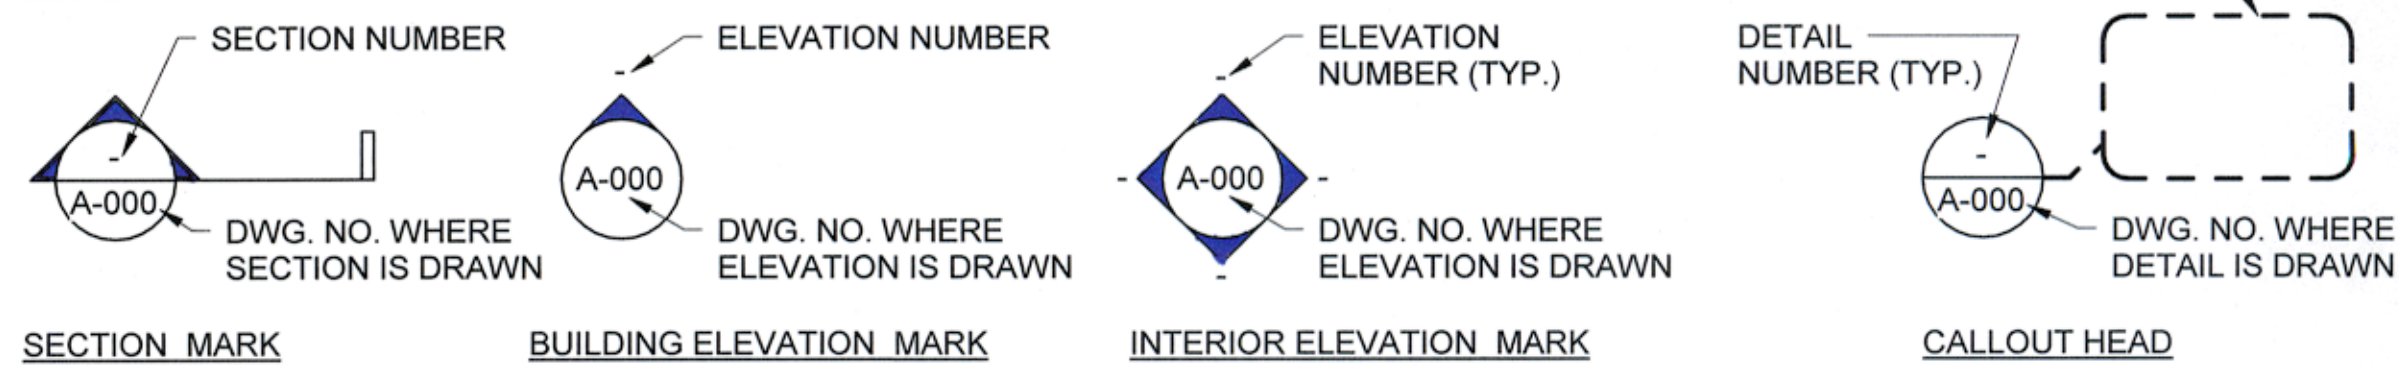 SECTION NUMBER
-
A-000
DWG. NO. WHERE
SECTION IS DRAWN
SECTION MARK
ELEVATION NUMBER
-
A-000
DWG. NO. WHERE
ELEVATION IS DRAWN
BUILDING ELEVATION MARK
ELEVATION
NUMBER (TYP.)
-
- A-000 -
-
DWG. NO. WHERE
ELEVATION IS DRAWN
INTERIOR ELEVATION MARK
DETAIL
NUMBER (TYP.)
-
A-000
DWG. NO. WHERE
DETAIL IS DRAWN
CALLOUT HEAD